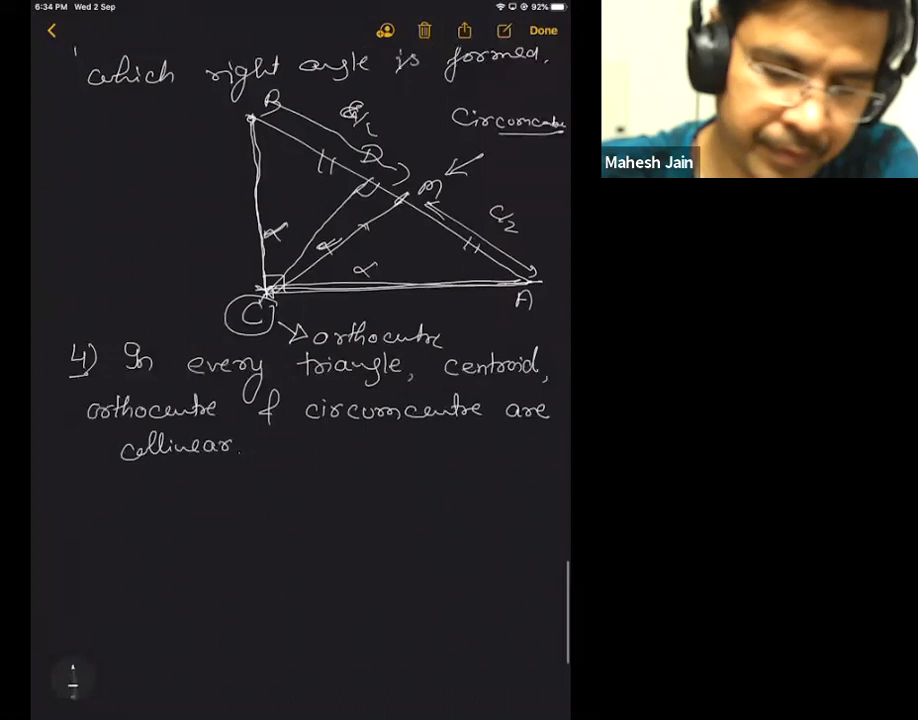 6:34 PM Wed 2 Sep
92%
Done
which right angle is formed.
B
Circumcentre
D
M
C/2
α
α
A
C
orthocentre
4) In every triangle, centroid,
orthocentre & circumcentre are
collinear.
Mahesh Jain